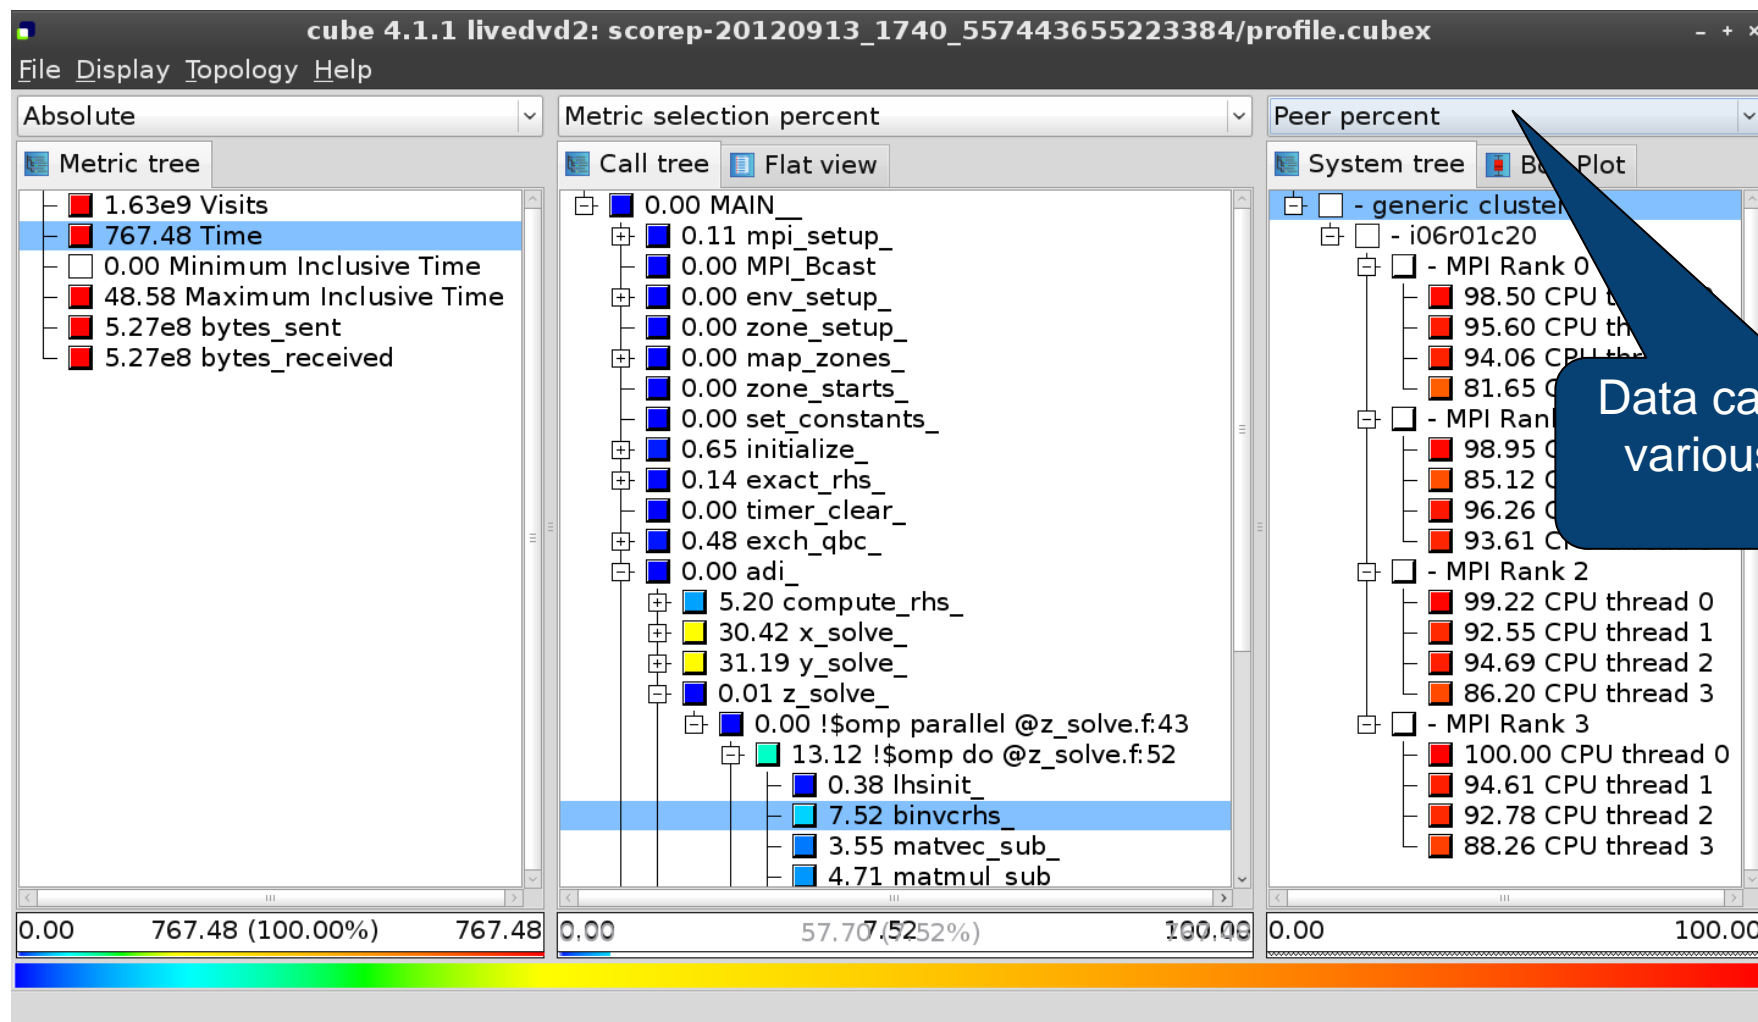 cube 4.1.1 livedvd2: scorep-20120913_1740_557443655223384/profile.cubex
File Display Topology Help
Absolute
Metric selection percent
Peer percent
Metric tree
Call tree
Flat view
System tree
Plot
1.63e9 Visits
767.48 Time
0.00 Minimum Inclusive Time
48.58 Maximum Inclusive Time
5.27e8 bytes_sent
5.27e8 bytes_received
0.00 MAIN__
0.11 mpi_setup_
0.00 MPI_Bcast
0.00 env_setup_
0.00 zone_setup_
0.00 map_zones_
0.00 zone_starts_
0.00 set_constants_
0.65 initialize_
0.14 exact_rhs_
0.00 timer_clear_
0.48 exch_qbc_
0.00 adi_
5.20 compute_rhs_
30.42 x_solve_
31.19 y_solve_
0.01 z_solve_
0.00 !$omp parallel @z_solve.f:43
13.12 !$omp do @z_solve.f:52
0.38 lhsinit_
7.52 binvcrhs_
3.55 matvec_sub_
4.71 matmul_sub
- generic cluster
- i06r01c20
- MPI Rank 0
98.50 CPU
95.60 CPU
94.06 CPU
81.65
- MPI Rank
98.95
85.12
96.26
93.61
- MPI Rank 2
99.22 CPU thread 0
92.55 CPU thread 1
94.69 CPU thread 2
86.20 CPU thread 3
- MPI Rank 3
100.00 CPU thread 0
94.61 CPU thread 1
92.78 CPU thread 2
88.26 CPU thread 3
Data ca
various
0.00 767.48 (100.00%) 767.48
0.00 7.52 100.00
0.00 100.00